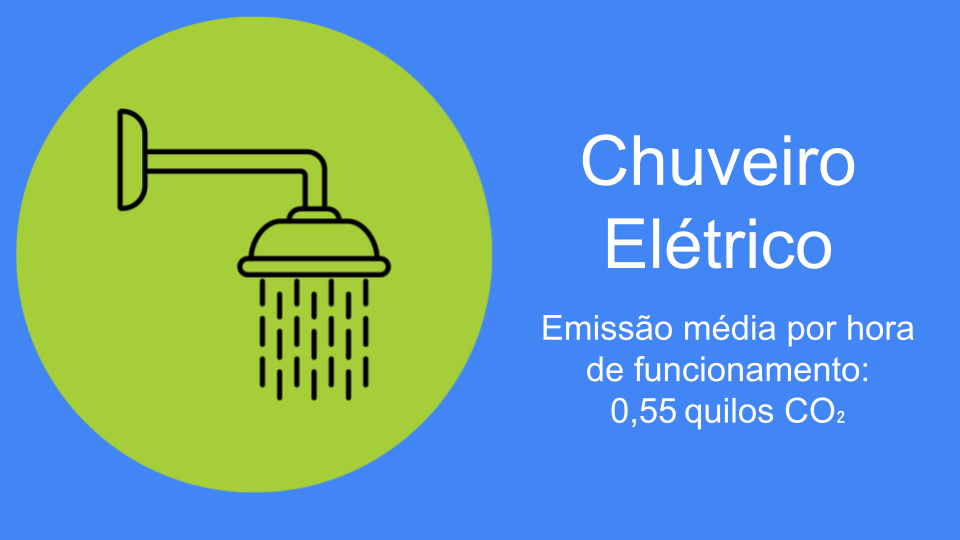 Chuveiro
Elétrico
Emissão média por hora
de funcionamento:
0,55 quilos CO₂